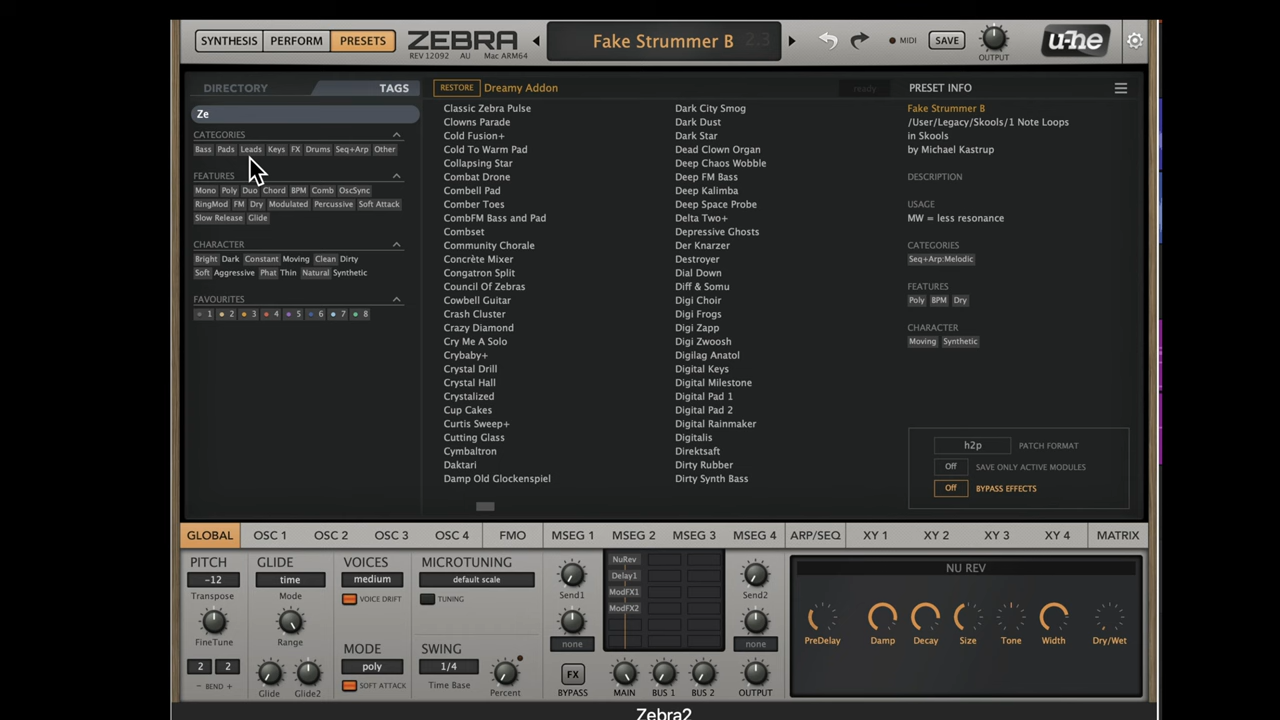 SYNTHESIS PERFORM PRESETS ZEBRA Fake Strummer B 2.3 MIDI SAVE OUTPUT u-he
REV 12092 AU Mac ARM64
DIRECTORY TAGS RESTORE Dreamy Addon ready PRESET INFO
Ze
CATEGORIES
Bass Pads Leads Keys FX Drums Seq+Arp Other
FEATURES
Mono Poly Duo Chord BPM Comb OscSync
RingMod FM Dry Modulated Percussive Soft Attack
Slow Release Glide
CHARACTER
Bright Dark Constant Moving Clean Dirty
Soft Aggressive Phat Thin Natural Synthetic
FAVOURITES
1 2 3 4 5 6 7 8
Classic Zebra Pulse
Clowns Parade
Cold Fusion+
Cold To Warm Pad
Collapsing Star
Combat Drone
Combell Pad
Comber Toes
CombFM Bass and Pad
Combset
Community Chorale
Concrète Mixer
Congatron Split
Council Of Zebras
Cowbell Guitar
Crash Cluster
Crazy Diamond
Cry Me A Solo
Crybaby+
Crystal Drill
Crystal Hall
Crystalized
Cup Cakes
Curtis Sweep+
Cutting Glass
Cymbaltron
Daktari
Damp Old Glockenspiel
Dark City Smog
Dark Dust
Dark Star
Dead Clown Organ
Deep Chaos Wobble
Deep FM Bass
Deep Kalimba
Deep Space Probe
Delta Two+
Depressive Ghosts
Der Knarzer
Destroyer
Dial Down
Diff & Somu
Digi Choir
Digi Frogs
Digi Zapp
Digi Zwoosh
Digilag Anatol
Digital Keys
Digital Milestone
Digital Pad 1
Digital Pad 2
Digital Rainmaker
Digitalis
Direktsaft
Dirty Rubber
Dirty Synth Bass
Fake Strummer B
/User/Legacy/Skools/1 Note Loops
in Skools
by Michael Kastrup
DESCRIPTION
USAGE
MW = less resonance
CATEGORIES
Seq+Arp:Melodic
FEATURES
Poly BPM Dry
CHARACTER
Moving Synthetic
h2p PATCH FORMAT
Off SAVE ONLY ACTIVE MODULES
Off BYPASS EFFECTS
GLOBAL OSC 1 OSC 2 OSC 3 OSC 4 FMO MSEG 1 MSEG 2 MSEG 3 MSEG 4 ARP/SEQ XY 1 XY 2 XY 3 XY 4 MATRIX
PITCH
-12
Transpose
FineTune
2 2
− BEND +
GLIDE
time
Mode
Range
Glide Glide2
VOICES
medium
VOICE DRIFT
MODE
poly
SOFT ATTACK
MICROTUNING
default scale
TUNING
SWING
1/4
Time Base Percent
Send1
none
FX
BYPASS
NuRev
Delay1
ModFX1
ModFX2
MAIN BUS 1 BUS 2
Send2
none
OUTPUT
NU REV
PreDelay Damp Decay Size Tone Width Dry/Wet
Zebra2